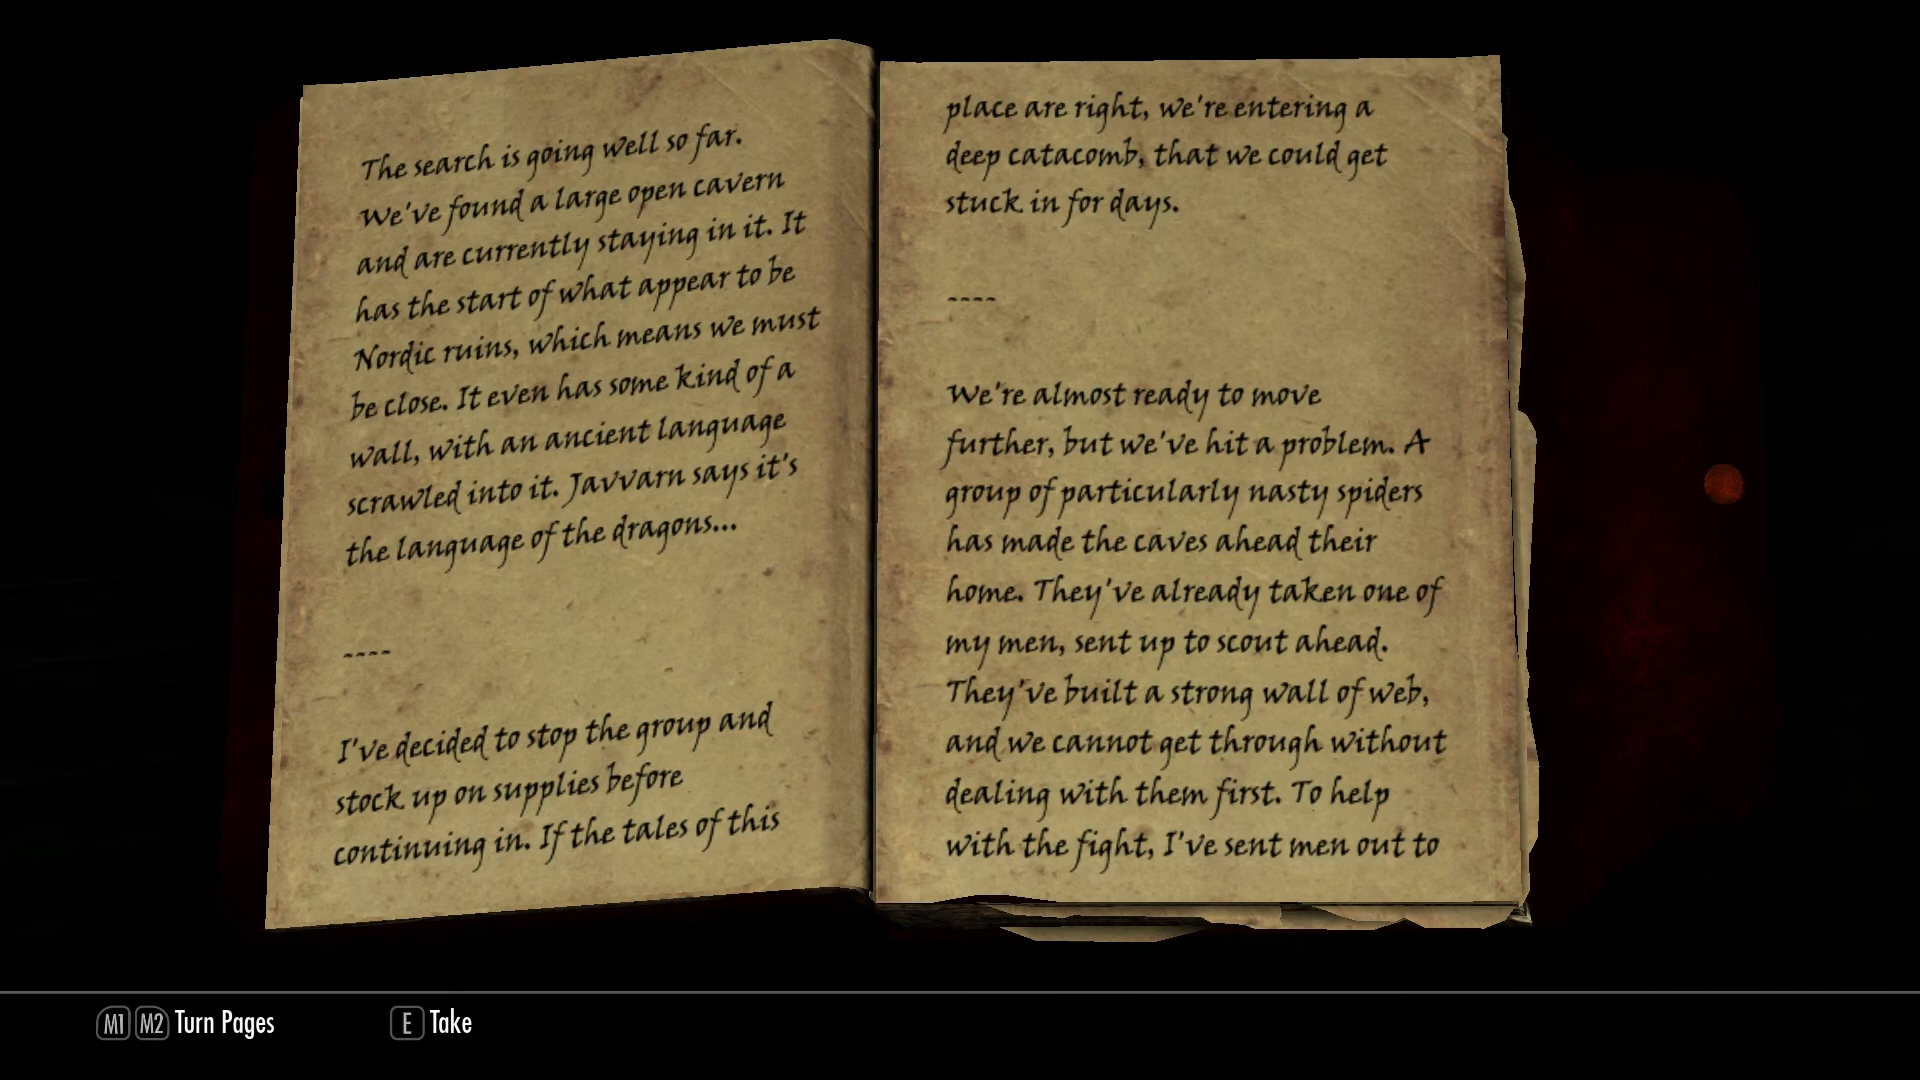 The search is going well so far.
We've found a large open cavern
and are currently staying in it. It
has the start of what appear to be
Nordic ruins, which means we must
be close. It even has some kind of a
wall, with an ancient language
scrawled into it. Javvarn says it's
the language of the dragons...
----
I've decided to stop the group and
stock up on supplies before
continuing in. If the tales of this
place are right, we're entering a
deep catacomb, that we could get
stuck in for days.
----
We're almost ready to move
further, but we've hit a problem. A
group of particularly nasty spiders
has made the caves ahead their
home. They've already taken one of
my men, sent up to scout ahead.
They've built a strong wall of web,
and we cannot get through without
dealing with them first. To help
with the fight, I've sent men out to
M1 M2 Turn Pages
E Take